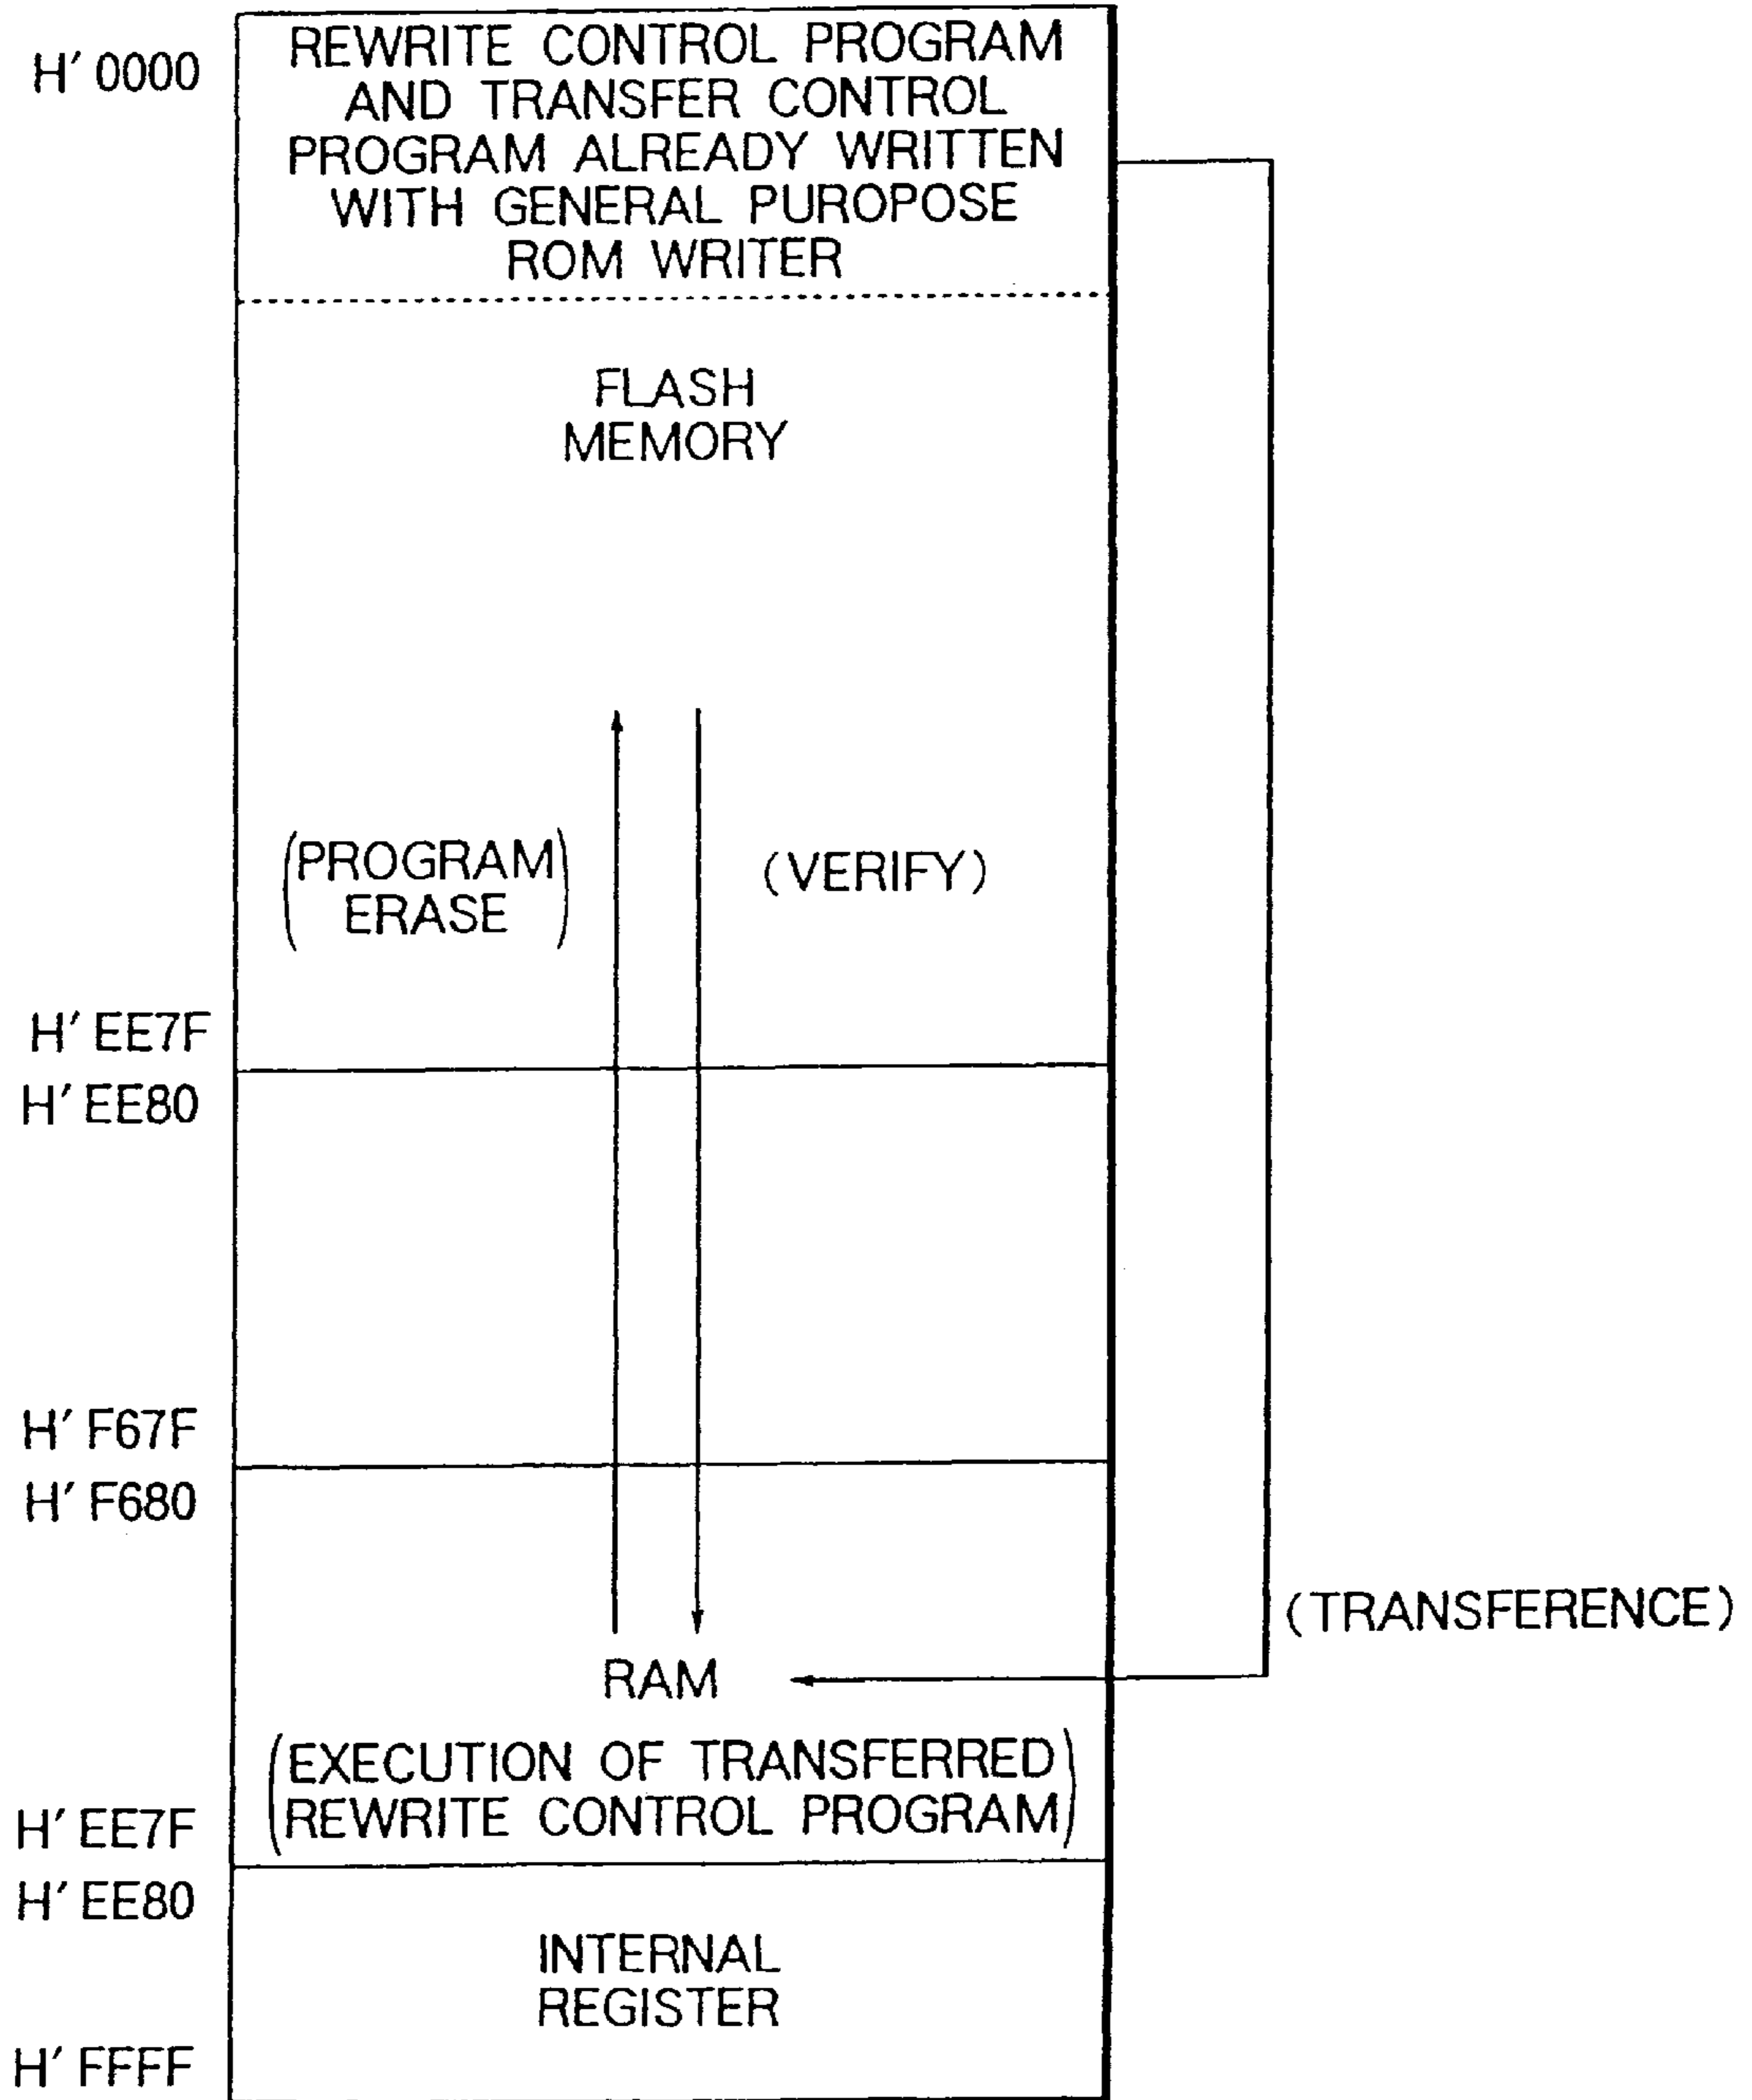 H' 0000
REWRITE CONTROL PROGRAM
AND TRANSFER CONTROL
PROGRAM ALREADY WRITTEN
WITH GENERAL PUROPOSE
ROM WRITER
FLASH
MEMORY
(PROGRAM
ERASE)
(VERIFY)
H' EE7F
H' EE80
H' F67F
H' F680
(TRANSFERENCE)
RAM
(EXECUTION OF TRANSFERRED
REWRITE CONTROL PROGRAM)
H' EE7F
H' EE80
INTERNAL
REGISTER
H' FFFF